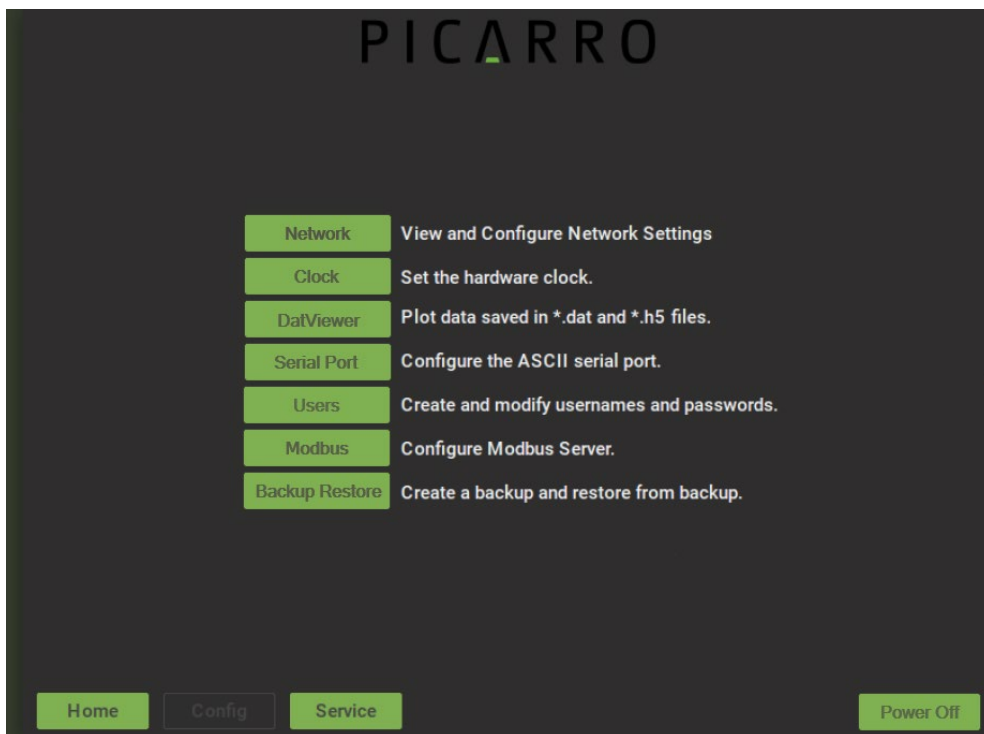 PICARRO
Network View and Configure Network Settings
Clock Set the hardware clock.
DatViewer Plot data saved in *.dat and *.h5 files.
Serial Port Configure the ASCII serial port.
Users Create and modify usernames and passwords.
Modbus Configure Modbus Server.
Backup Restore Create a backup and restore from backup.
Home Config Service Power Off